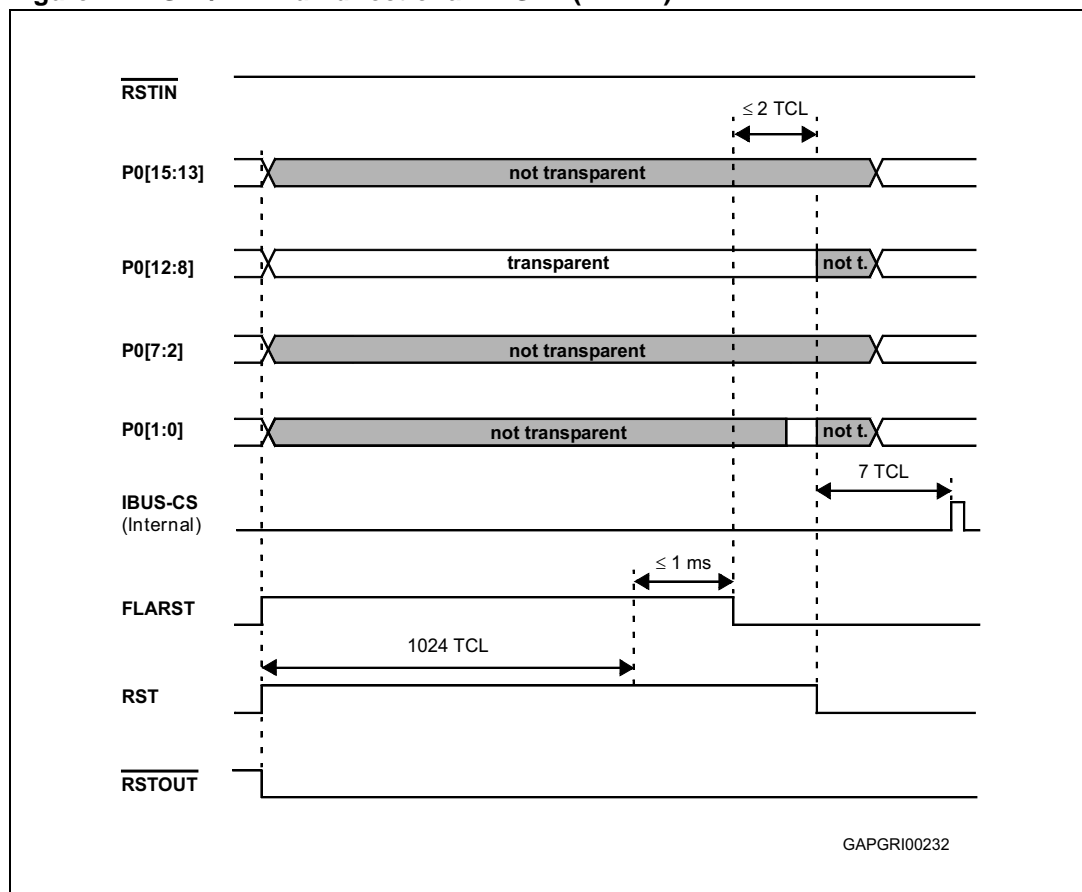 RSTIN
≤ 2 TCL
P0[15:13]
not transparent
P0[12:8]
transparent
not t.
P0[7:2]
not transparent
P0[1:0]
not transparent
not t.
7 TCL
IBUS-CS
(Internal)
≤ 1 ms
FLARST
1024 TCL
RST
RSTOUT
GAPGRI00232